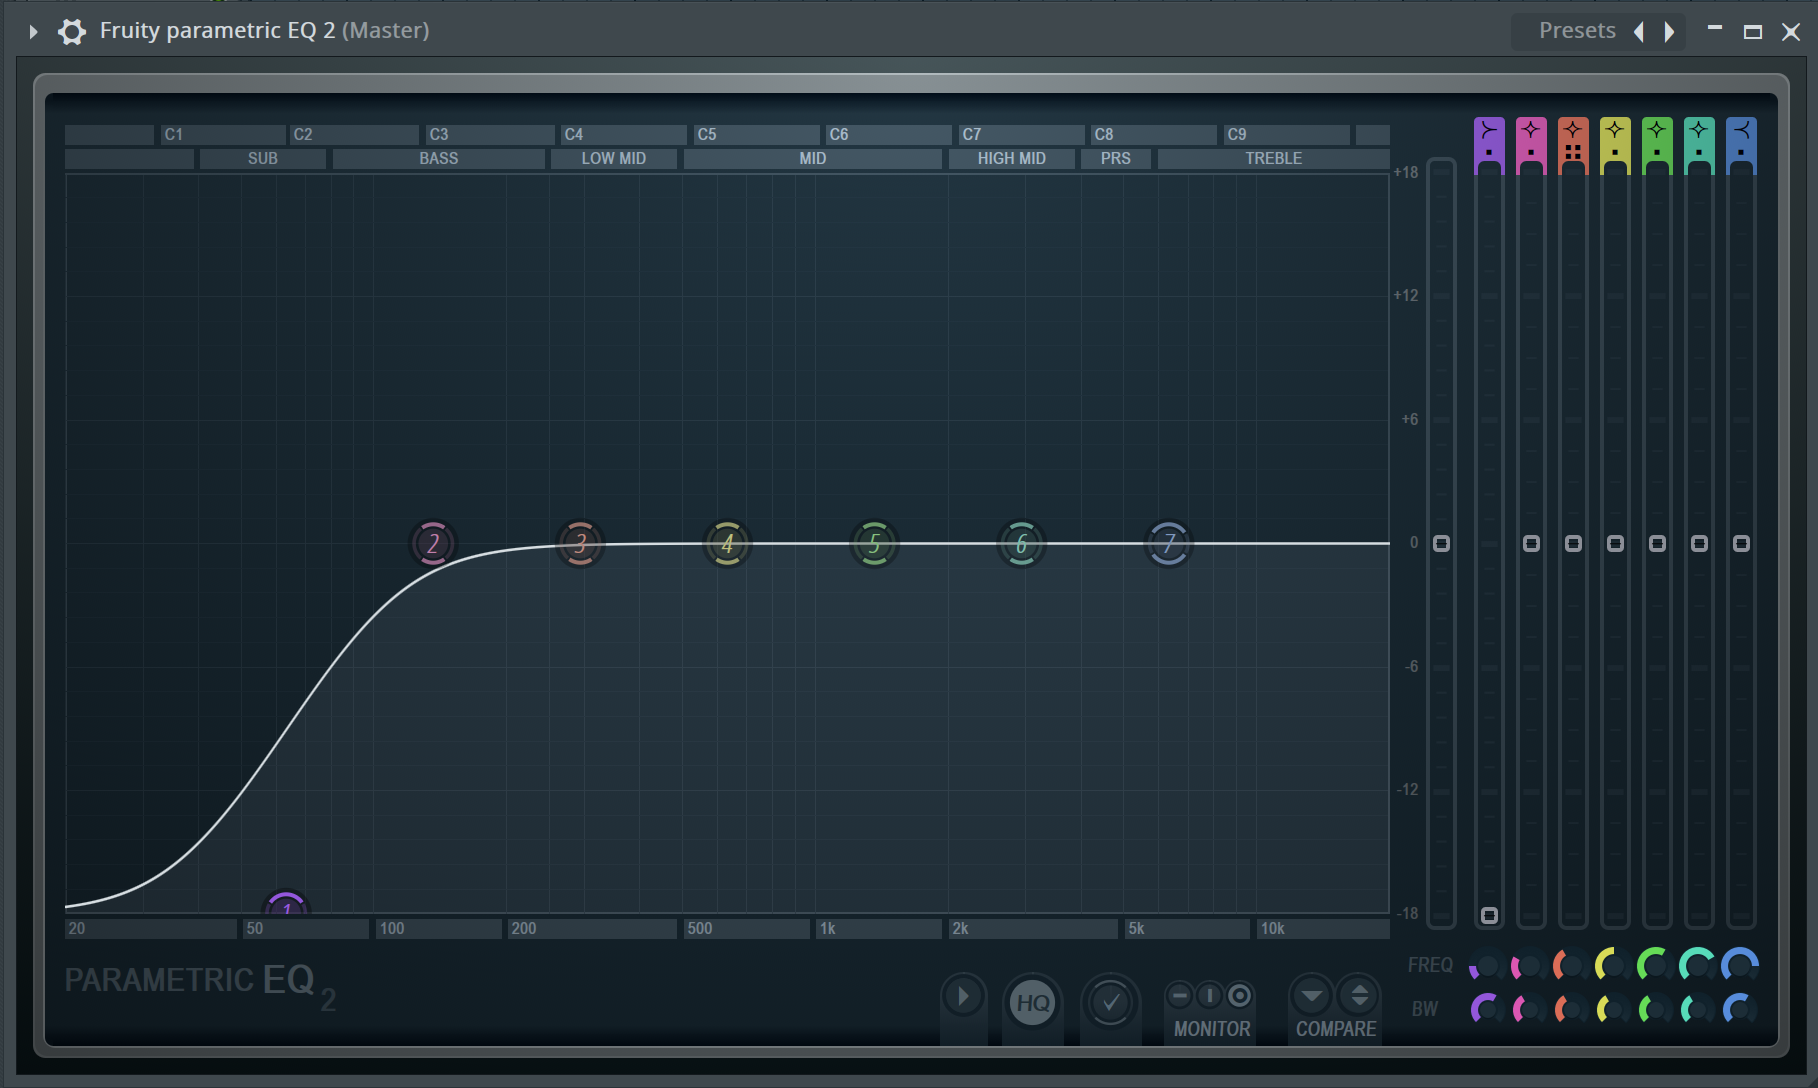 Fruity parametric EQ 2 (Master) Presets
C1 C2 C3 C4 C5 C6 C7 C8 C9
SUB BASS LOW MID MID HIGH MID PRS TREBLE
+18
+12
+6
0
-6
-12
-18
2 3 4 5 6 7
1
20 50 100 200 500 1k 2k 5k 10k
FREQ
PARAMETRIC EQ 2
HQ
BW
MONITOR COMPARE